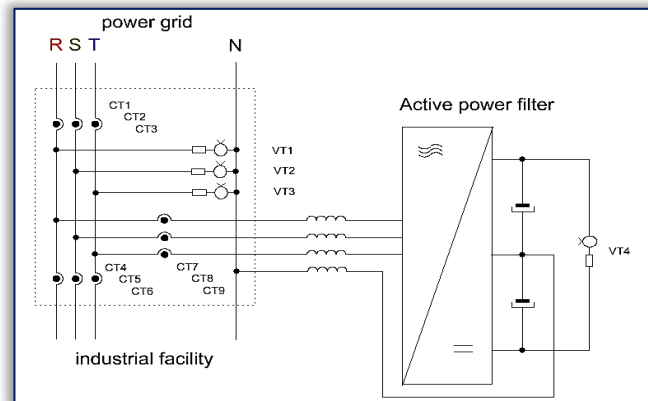 power grid
R S T N
CT1
CT2
CT3
Active power filter
VT1
VT2
VT3
VT4
CT4
CT5
CT6
CT7
CT8
CT9
industrial facility